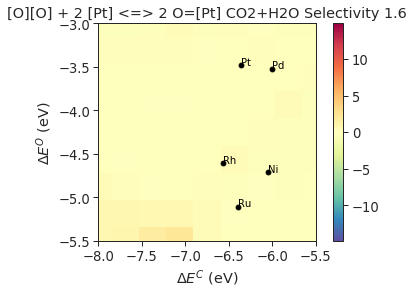 [O][O] + 2 [Pt] <=> 2 O=[Pt] CO2+H2O Selectivity 1.6
−3.0
−3.5
−4.0
−4.5
−5.0
−5.5
ΔE^O (eV)
Pt
Pd
Rh
Ni
Ru
−8.0 −7.5 −7.0 −6.5 −6.0 −5.5
ΔE^C (eV)
10
5
0
−5
−10